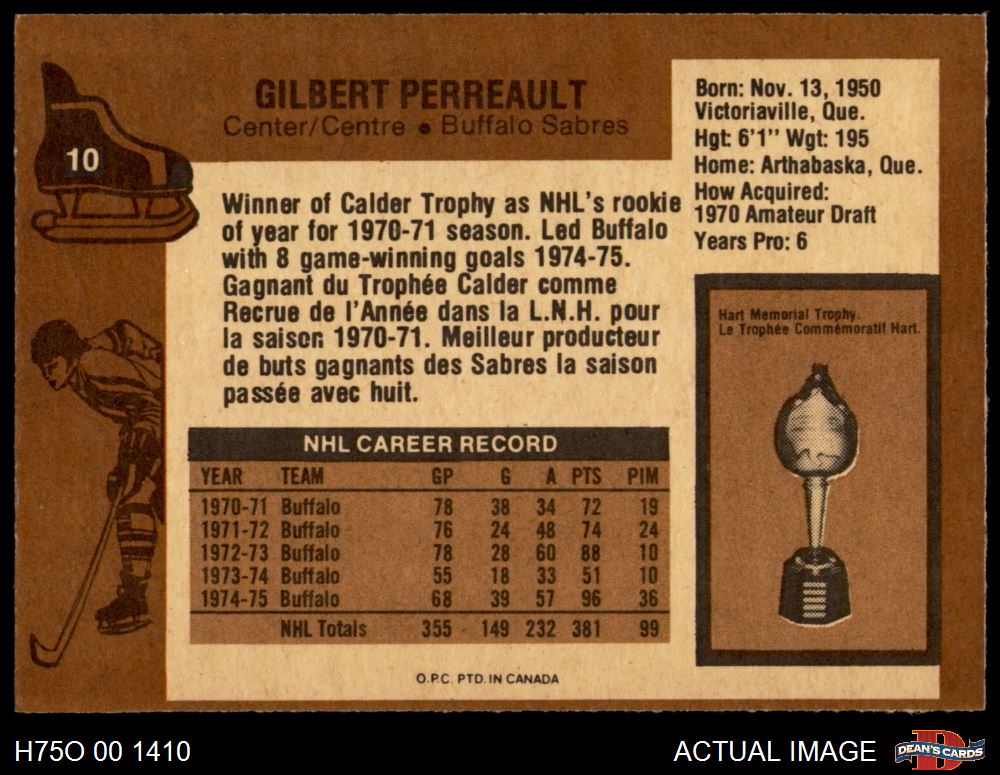 10
GILBERT PERREAULT
Center/Centre • Buffalo Sabres
Born: Nov. 13, 1950
Victoriaville, Que.
Hgt: 6'1" Wgt: 195
Home: Arthabaska, Que.
How Acquired:
1970 Amateur Draft
Years Pro: 6
Winner of Calder Trophy as NHL's rookie
of year for 1970-71 season. Led Buffalo
with 8 game-winning goals 1974-75.
Gagnant du Trophée Calder comme
Recrue de l'Année dans la L.N.H. pour
la saison 1970-71. Meilleur producteur
de buts gagnants des Sabres la saison
passée avec huit.
Hart Memorial Trophy.
Le Trophée Commémoratif Hart.
NHL CAREER RECORD
YEAR TEAM GP G A PTS PIM
1970-71 Buffalo 78 38 34 72 19
1971-72 Buffalo 76 24 48 74 24
1972-73 Buffalo 78 28 60 88 10
1973-74 Buffalo 55 18 33 51 10
1974-75 Buffalo 68 39 57 96 36
NHL Totals 355 149 232 381 99
O.P.C. PTD. IN CANADA
H75O 00 1410
ACTUAL IMAGE
DEAN'S CARDS